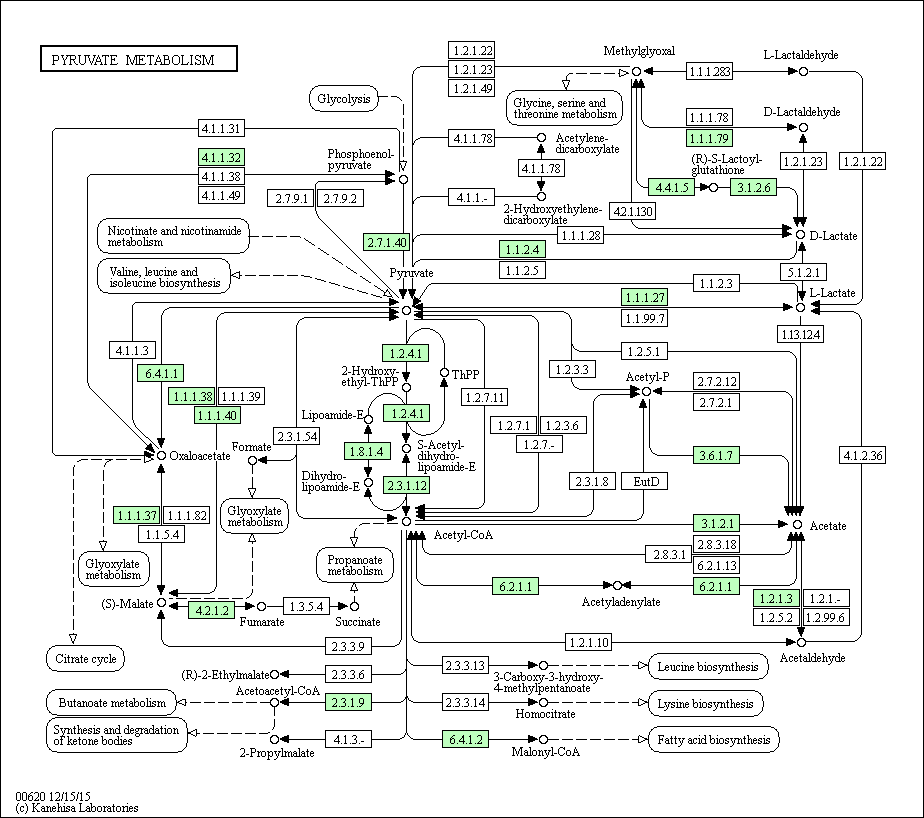 PYRUVATE METABOLISM
1.2.1.22
1.2.1.23
1.2.1.49
Methylglyoxal
1.1.1.283
L-Lactaldehyde
Glycolysis
Glycine, serine and
threonine metabolism
4.1.1.31
1.1.1.78
1.1.1.79
D-Lactaldehyde
4.1.1.78
Acetylene-
dicarboxylate
4.1.1.32
4.1.1.38
4.1.1.49
Phosphoenol-
pyruvate
4.1.1.78
(R)-S-Lactoyl-
glutathione
1.2.1.23
1.2.1.22
2.7.9.1
2.7.9.2
4.1.1.-
4.4.1.5
3.1.2.6
2-Hydroxyethylene-
dicarboxylate
4.2.1.130
Nicotinate and nicotinamide
metabolism
2.7.1.40
1.1.1.28
D-Lactate
1.1.2.4
1.1.2.5
Valine, leucine and
isoleucine biosynthesis
Pyruvate
5.1.2.1
1.1.2.3
L-Lactate
1.1.1.27
1.1.99.7
1.13.12.4
4.1.1.3
1.2.4.1
1.2.5.1
6.4.1.1
2-Hydroxy-
ethyl-ThPP
ThPP
1.2.3.3
Acetyl-P
2.7.2.12
2.7.2.1
1.1.1.38
1.1.1.39
1.1.1.40
1.2.7.11
Lipoamide-E
1.2.4.1
1.2.7.1
1.2.3.6
1.2.7.-
2.3.1.54
Formate
Oxaloacetate
1.8.1.4
S-Acetyl-
dihydro-
lipoamide-E
3.6.1.7
4.1.2.36
Dihydro-
lipoamide-E
2.3.1.12
2.3.1.8
EutD
1.1.1.37
1.1.1.82
1.1.5.4
Glyoxylate
metabolism
Acetyl-CoA
3.1.2.1
Acetate
Glyoxylate
metabolism
Propanoate
metabolism
2.8.3.18
2.8.3.1
6.2.1.13
6.2.1.1
6.2.1.1
Acetyladenylate
(S)-Malate
4.2.1.2
Fumarate
1.3.5.4
Succinate
1.2.1.3
1.2.1.-
1.2.5.2
1.2.99.6
Citrate cycle
2.3.3.9
1.2.1.10
Acetaldehyde
(R)-2-Ethylmalate
2.3.3.6
2.3.3.13
3-Carboxy-3-hydroxy-
4-methylpentanoate
Leucine biosynthesis
Butanoate metabolism
Acetoacetyl-CoA
2.3.1.9
2.3.3.14
Homocitrate
Lysine biosynthesis
Synthesis and degradation
of ketone bodies
2-Propylmalate
4.1.3.-
6.4.1.2
Malonyl-CoA
Fatty acid biosynthesis
00620 12/15/15
(c) Kanehisa Laboratories